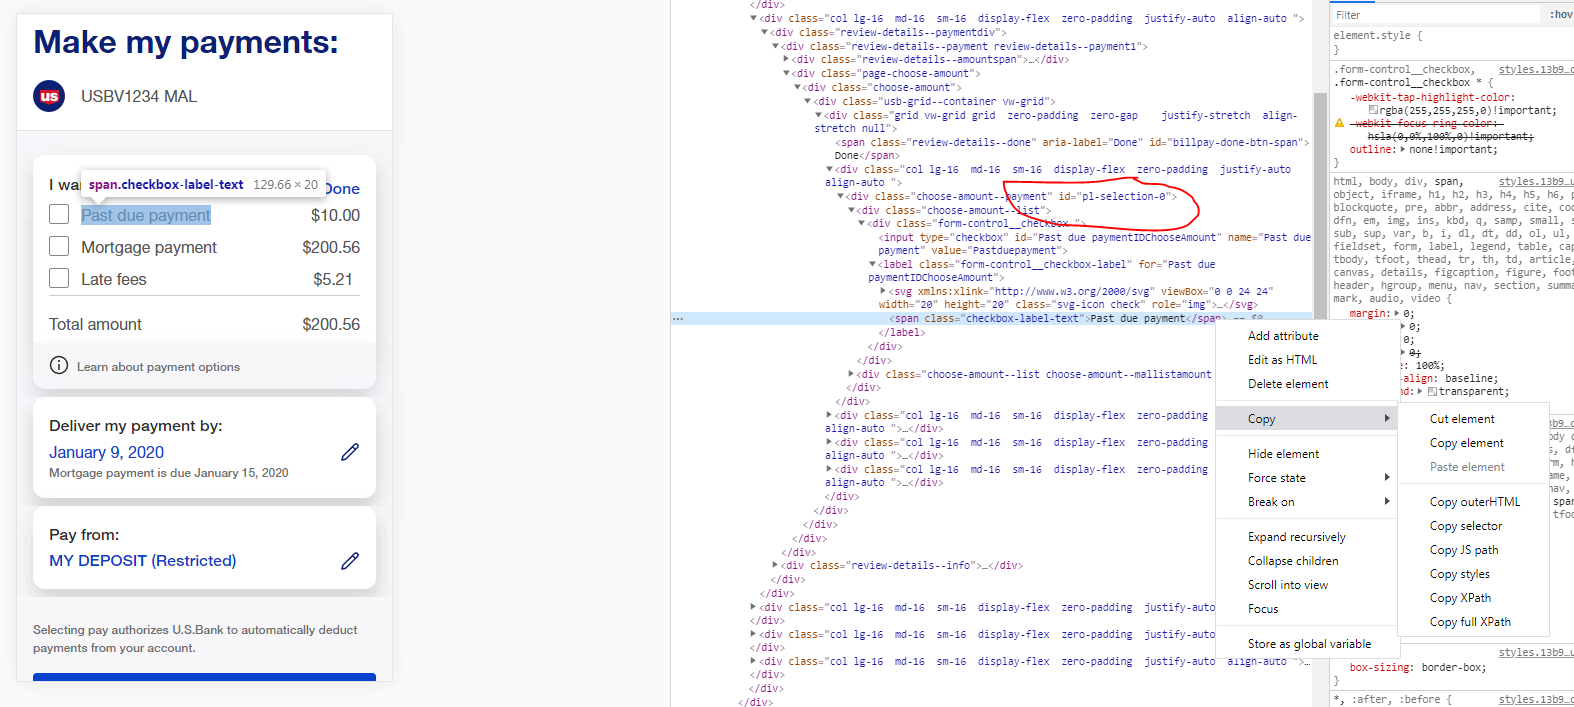 Make my payments:
us USBV1234 MAL
span.checkbox-label-text 129.66 × 20
I wa Done
Past due payment $10.00
Mortgage payment $200.56
Late fees $5.21
Total amount $200.56
Learn about payment options
Deliver my payment by:
January 9, 2020
Mortgage payment is due January 15, 2020
Pay from:
MY DEPOSIT (Restricted)
Selecting pay authorizes U.S.Bank to automatically deduct
payments from your account.
</div>
<div class="col lg-16 md-16 sm-16 display-flex zero-padding justify-auto align-auto ">
<div class="review-details--paymentdiv">
<div class="review-details--payment review-details--payment1">
<div class="review-details--amountspan">…</div>
<div class="page-choose-amount">
<div class="choose-amount">
<div class="usb-grid--container vw-grid">
<div class="grid vw-grid grid zero-padding zero-gap justify-stretch align-
stretch null">
<span class="review-details--done" aria-label="Done" id="billpay-done-btn-span">
Done</span>
<div class="col lg-16 md-16 sm-16 display-flex zero-padding justify-auto
align-auto ">
<div class="choose-amount--payment" id="pl-selection-0">
<div class="choose-amount--list">
<div class="form-control__checkbox ">
<input type="checkbox" id="Past due paymentIDChooseAmount" name="Past due
payment" value="Pastduepayment">
<label class="form-control__checkbox-label" for="Past due
paymentIDChooseAmount">
<svg xmlns:xlink="http://www.w3.org/2000/svg" viewBox="0 0 24 24"
width="20" height="20" class="svg-icon check" role="img">…</svg>
<span class="checkbox-label-text">Past due payment</span> == $0
</label>
</div>
</div>
<div class="choose-amount--list choose-amount--mallistamount
</div>
</div>
<div class="col lg-16 md-16 sm-16 display-flex zero-padding
align-auto ">…</div>
<div class="col lg-16 md-16 sm-16 display-flex zero-padding
align-auto ">…</div>
<div class="col lg-16 md-16 sm-16 display-flex zero-padding
align-auto ">…</div>
</div>
</div>
</div>
</div>
</div>
<div class="review-details--info">…</div>
</div>
</div>
<div class="col lg-16 md-16 sm-16 display-flex zero-padding justify-auto
</div>
<div class="col lg-16 md-16 sm-16 display-flex zero-padding justify-auto
</div>
<div class="col lg-16 md-16 sm-16 display-flex zero-padding justify-auto align-auto ">…
</div>
</div>
</div>
Add attribute
Edit as HTML
Delete element
Copy
Hide element
Force state
Break on
Expand recursively
Collapse children
Scroll into view
Focus
Store as global variable
Cut element
Copy element
Paste element
Copy outerHTML
Copy selector
Copy JS path
Copy styles
Copy XPath
Copy full XPath
Filter :hov
element.style {
}
.form-control__checkbox, styles.13b9…c
.form-control__checkbox * {
-webkit-tap-highlight-color:
rgba(255,255,255,0)!important;
-webkit-focus-ring-color:
hsla(0,0%,100%,0)!important;
outline: none!important;
}
html, body, div, span, styles.13b9…u
object, iframe, h1, h2, h3, h4, h5, h6, p
blockquote, pre, abbr, address, cite, co
dfn, em, img, ins, kbd, q, samp, small, s
sub, sup, var, b, i, dl, dt, dd, ol, ul,
fieldset, form, label, legend, table, cap
tbody, tfoot, thead, tr, th, td, article,
canvas, details, figcaption, figure, foot
header, hgroup, menu, nav, section, summa
mark, audio, video {
margin: 0;
0;
0;
0;
e: 100%;
-align: baseline;
nd: transparent;
styles.13b9…u
box-sizing: border-box;
}
*, :after, :before { styles.13b9…c